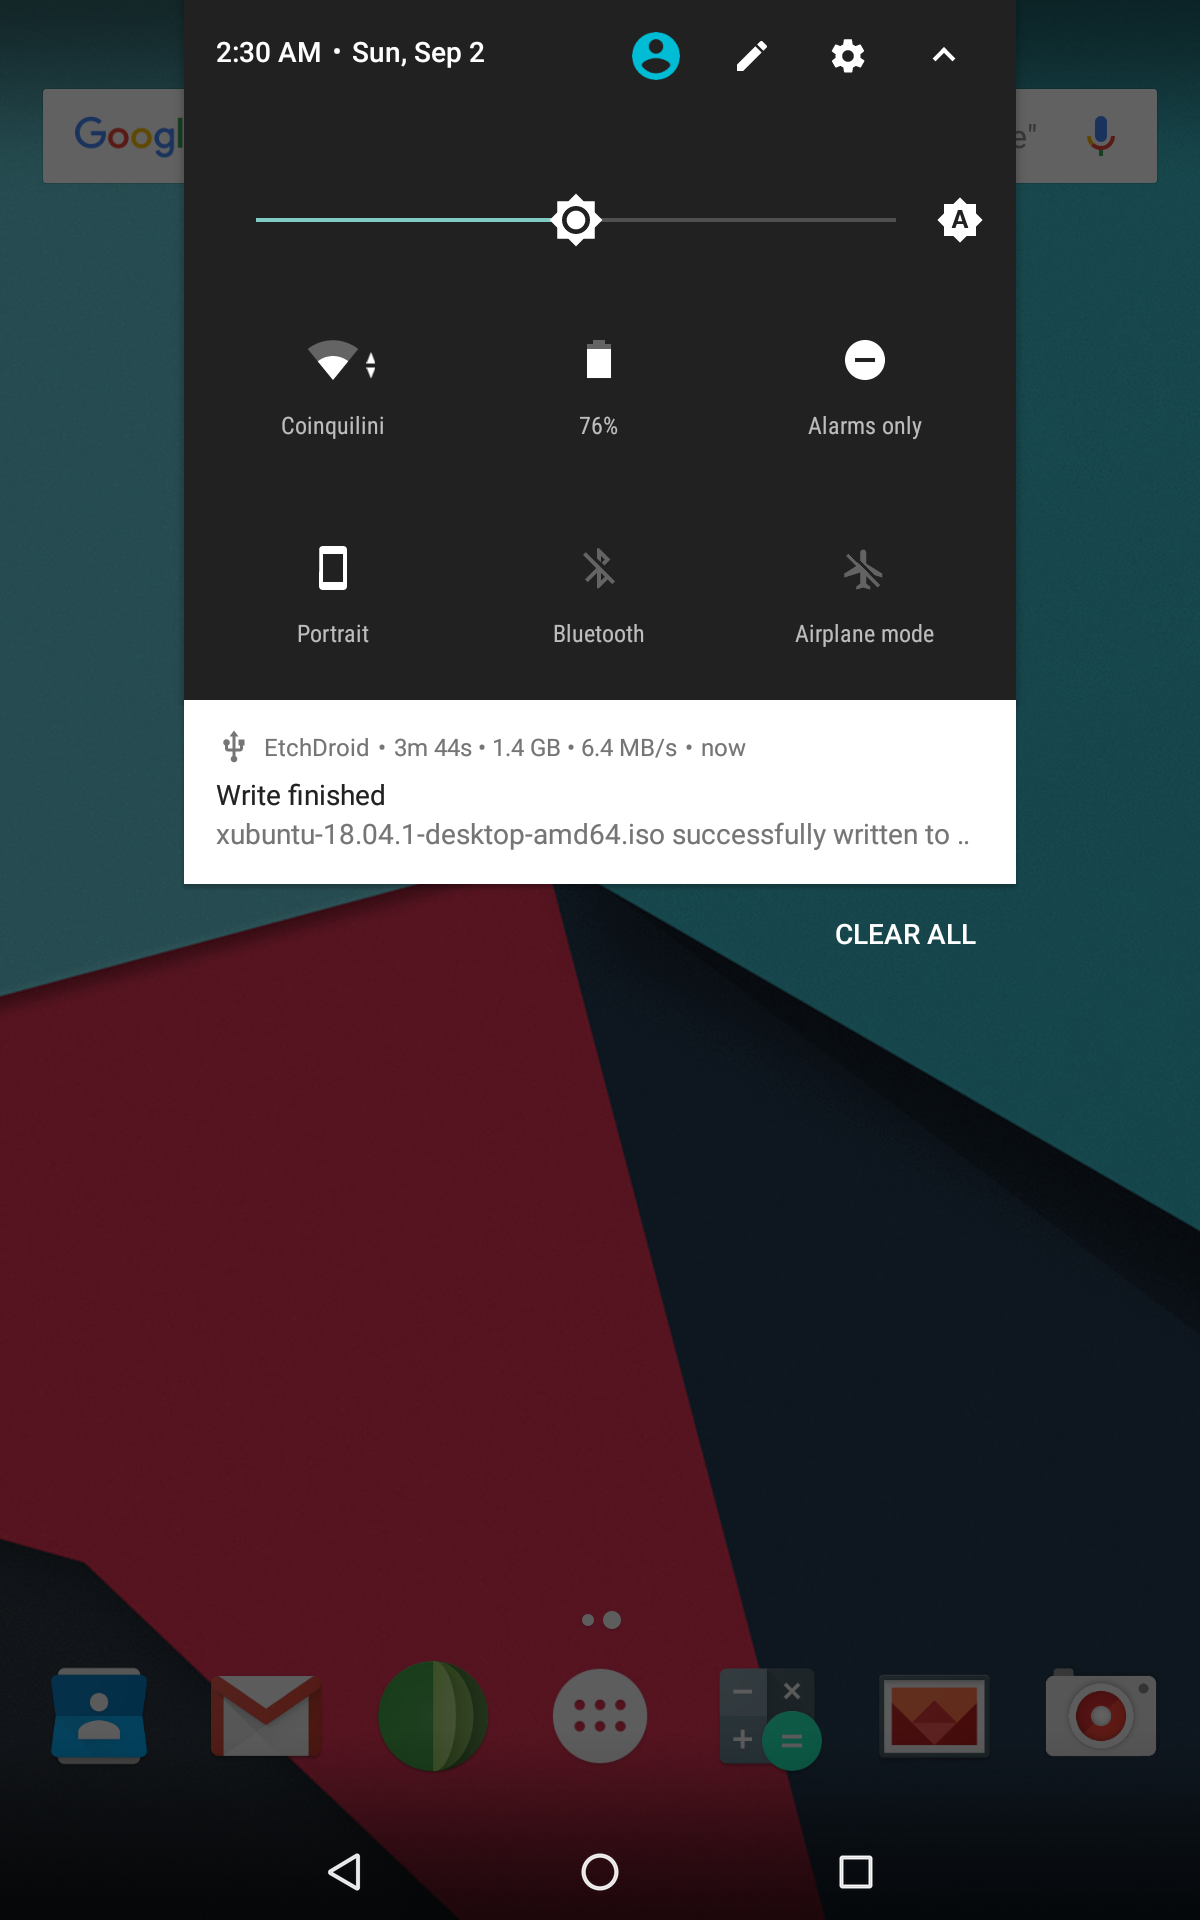 2:30 AM • Sun, Sep 2
Googl
e"
A
Coinquilini
76%
Alarms only
Portrait
Bluetooth
Airplane mode
EtchDroid • 3m 44s • 1.4 GB • 6.4 MB/s • now
Write finished
xubuntu-18.04.1-desktop-amd64.iso successfully written to ..
CLEAR ALL